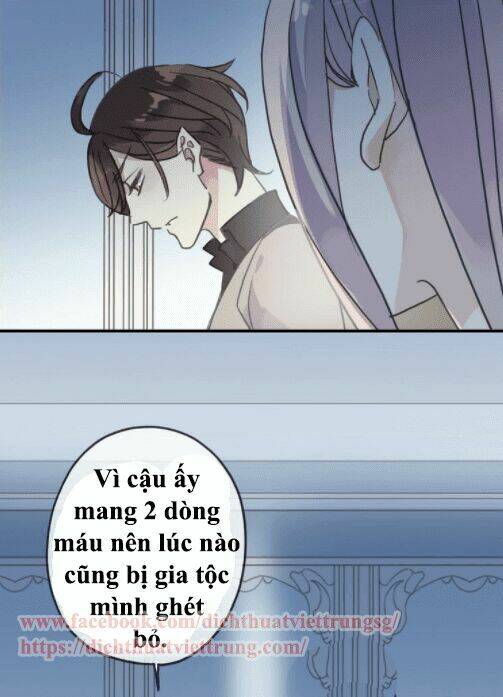 Vì cậu ấy
mang 2 dòng
máu nên lúc nào
cũng bị gia tộc
mình ghét
bỏ.
www.facebook.com/dichthuatviettrungsg/
https://dichthuatviettrung.com/